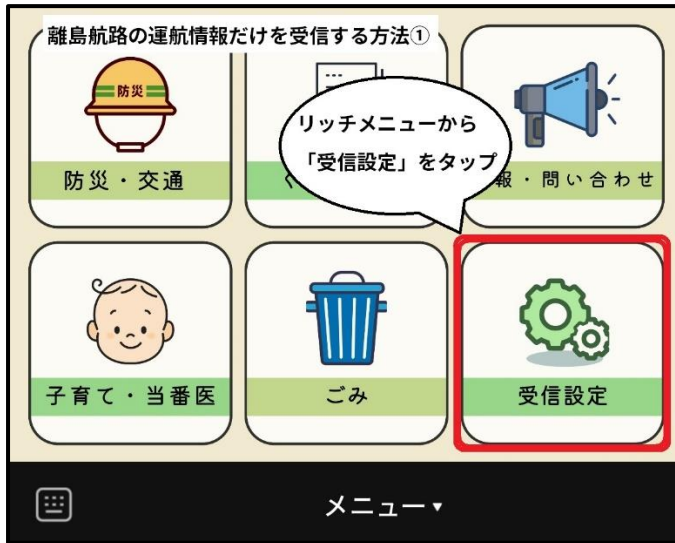 離島航路の運航情報だけを受信する方法①
防災
リッチメニューから
「受信設定」をタップ
防災・交通
報・問い合わせ
子育て・当番医
ごみ
受信設定
メニュー▼